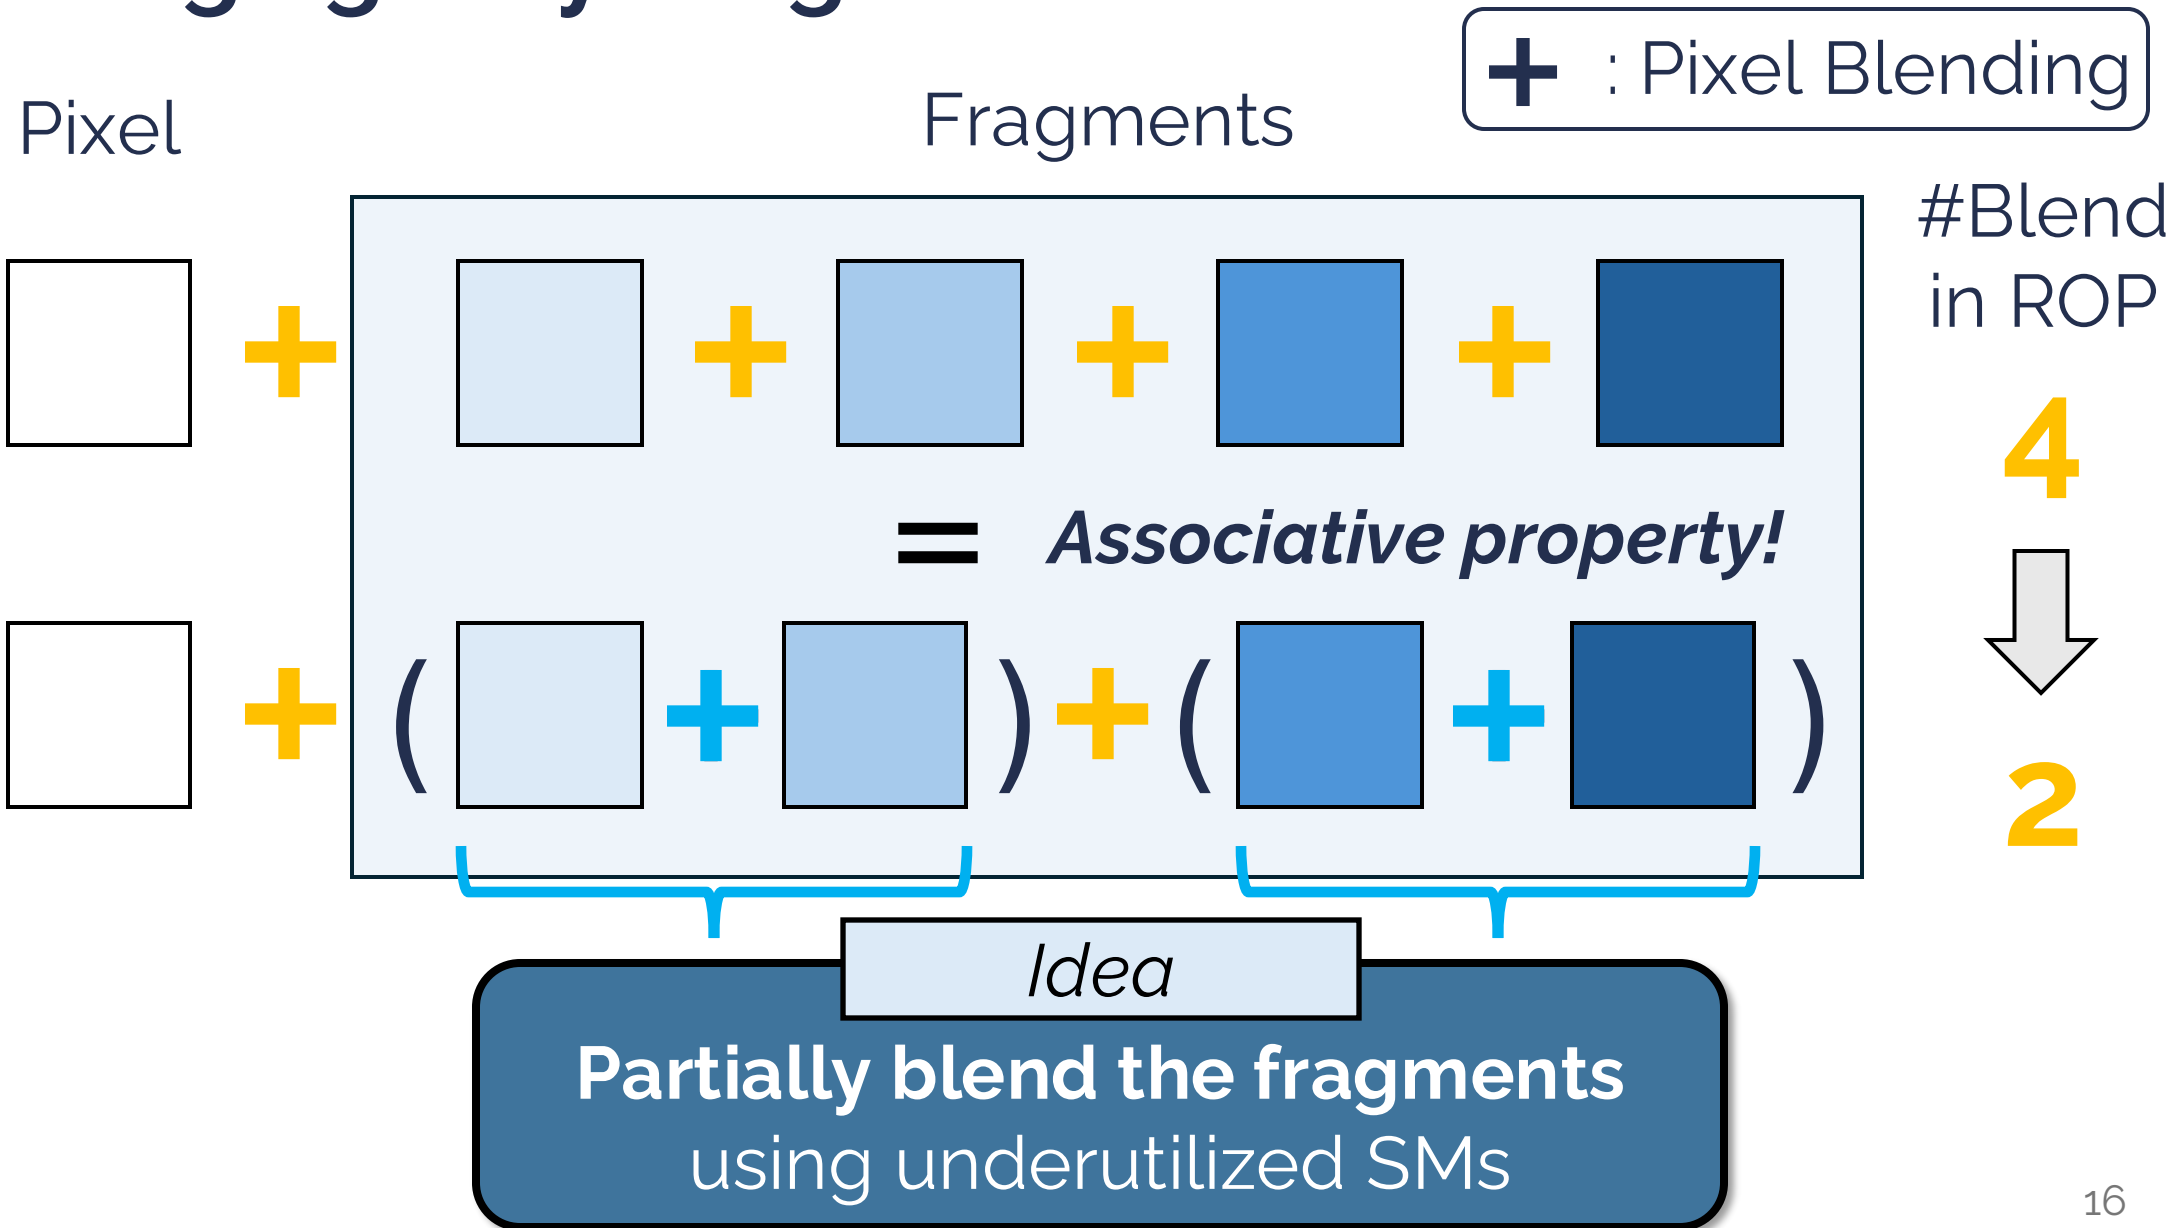 : Pixel Blending
Pixel
Fragments
#Blend
in ROP
+ + + +
4
= Associative property!
+ ( + ) + ( + )
2
Idea
Partially blend the fragments
using underutilized SMs
16